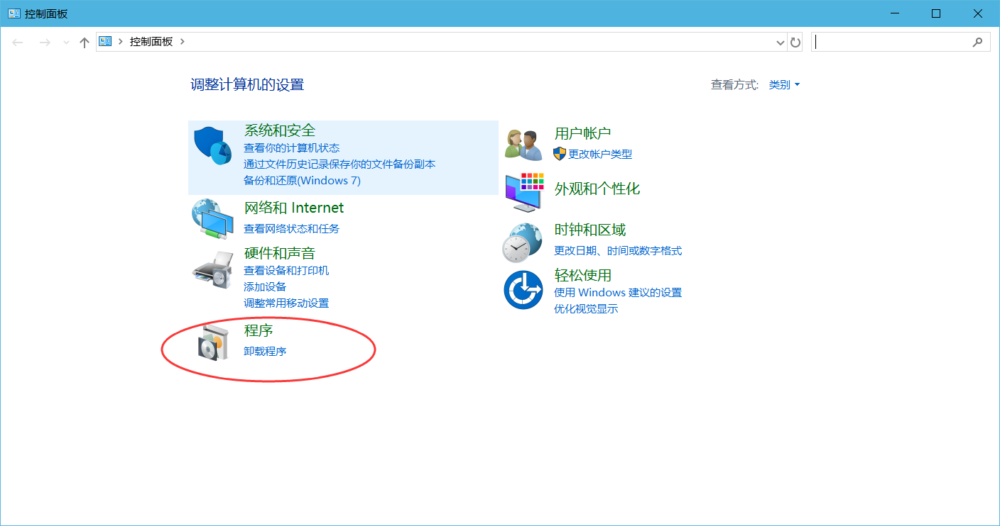 控制面板
控制面板
调整计算机的设置
查看方式: 类别
系统和安全
查看你的计算机状态
通过文件历史记录保存你的文件备份副本
备份和还原(Windows 7)
网络和 Internet
查看网络状态和任务
硬件和声音
查看设备和打印机
添加设备
调整常用移动设置
程序
卸载程序
用户帐户
更改帐户类型
外观和个性化
时钟和区域
更改日期、时间或数字格式
轻松使用
使用 Windows 建议的设置
优化视觉显示